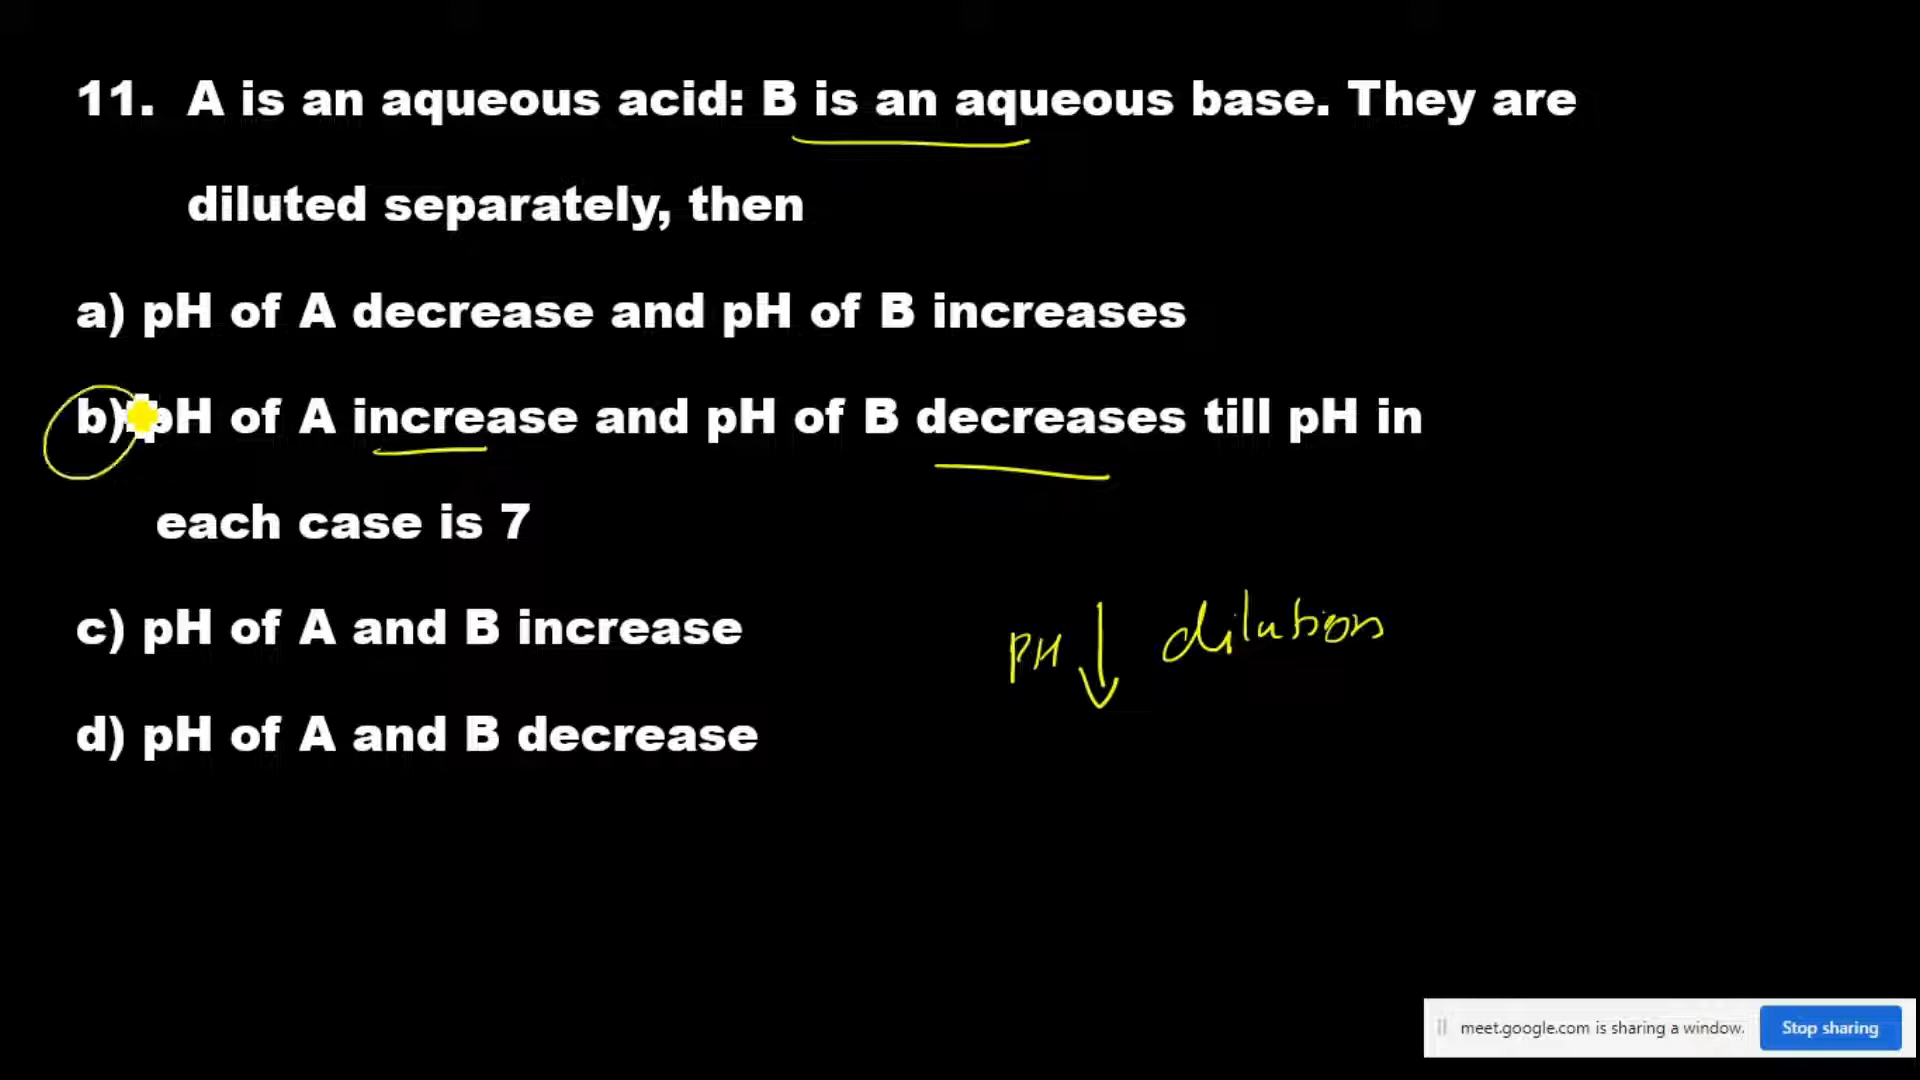 11. A is an aqueous acid: B is an aqueous base. They are
diluted separately, then
a) pH of A decrease and pH of B increases
b) pH of A increase and pH of B decreases till pH in
each case is 7
c) pH of A and B increase
d) pH of A and B decrease
PH ↓ dilution
meet.google.com is sharing a window. Stop sharing